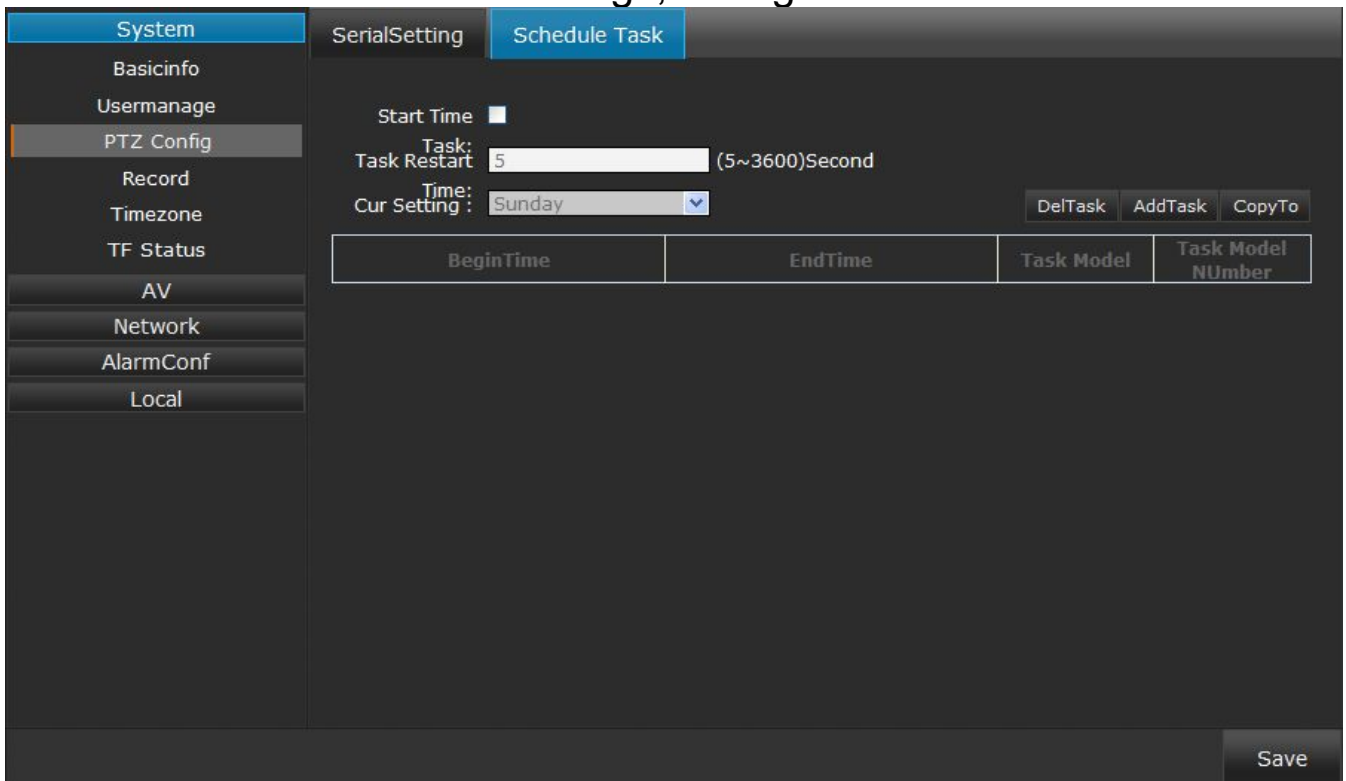 System
SerialSetting
Schedule Task
Basicinfo
Usermanage
PTZ Config
Record
Timezone
TF Status
AV
Network
AlarmConf
Local
Start Time
Task:
Task Restart
5
(5~3600)Second
Time:
Cur Setting :
Sunday
DelTask
AddTask
CopyTo
BeginTime
EndTime
Task Model
Task Model
NUmber
Save